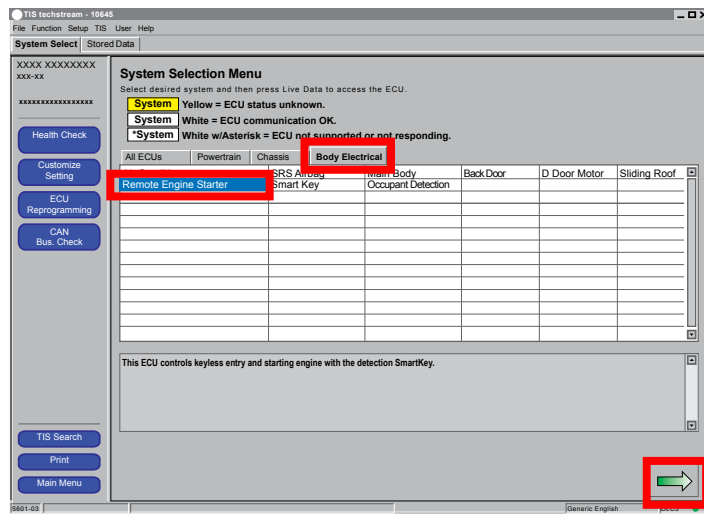 TIS techstream - 10645
File Function Setup TIS User Help
System Select Stored Data
XXXX XXXXXXXX
xxx-xx
xxxxxxxxxxxxxxxxx
Health Check
Customize
Setting
ECU
Reprogramming
CAN
Bus. Check
TIS Search
Print
Main Menu
System Selection Menu
Select desired system and then press Live Data to access the ECU.
System Yellow = ECU status unknown.
System White = ECU communication OK.
*System White w/Asterisk = ECU not supported or not responding.
All ECUs Powertrain Chassis Body Electrical
SRS Airbag Main Body Back Door D Door Motor Sliding Roof
Remote Engine Starter Smart Key Occupant Detection
This ECU controls keyless entry and starting engine with the detection SmartKey.
S601-03 Generic English